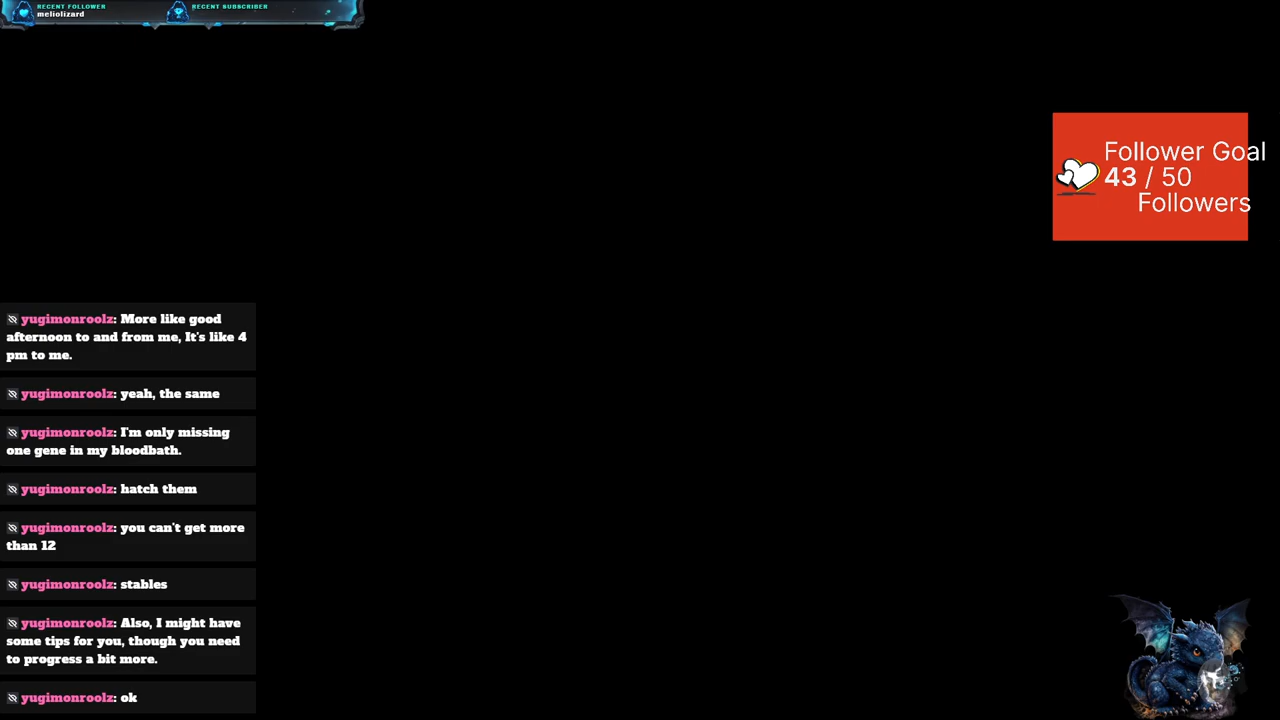 RECENT FOLLOWER
meliolizard
RECENT SUBSCRIBER
Follower Goal
43 / 50
Followers
yugimonroolz: More like good
afternoon to and from me, It's like 4
pm to me.
yugimonroolz: yeah, the same
yugimonroolz: I'm only missing
one gene in my bloodbath.
yugimonroolz: hatch them
yugimonroolz: you can't get more
than 12
yugimonroolz: stables
yugimonroolz: Also, I might have
some tips for you, though you need
to progress a bit more.
yugimonroolz: ok